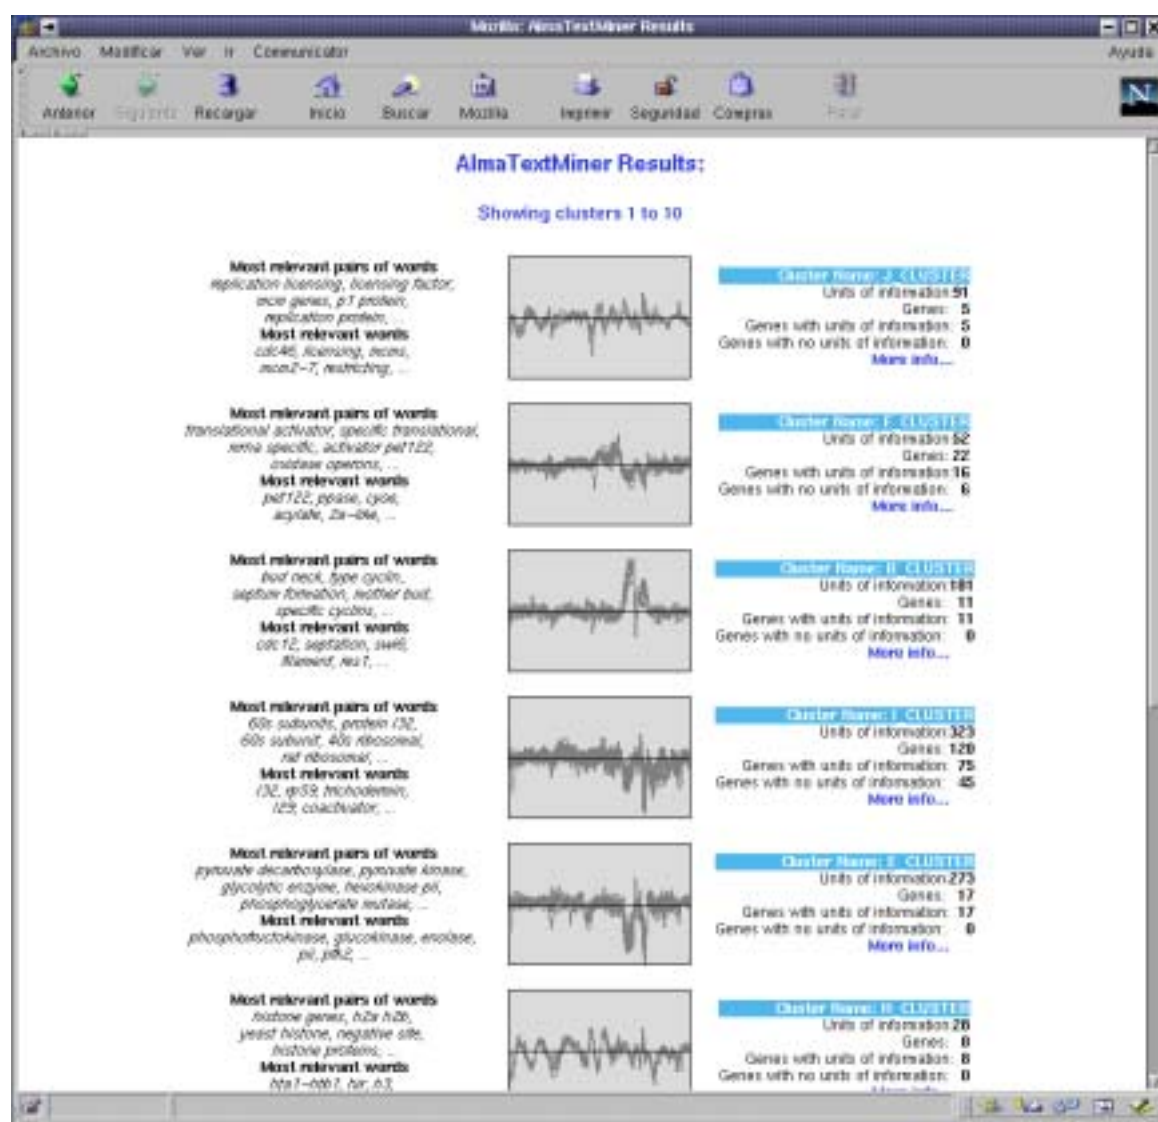 Mozilla: AlmaTextMiner Results
Archivo Modificar Ver Ir Communicator Ayuda
Anterior Siguiente Recargar Inicio Buscar Mozilla Imprimir Seguridad Compras Parar
N
AlmaTextMiner Results:
Showing clusters 1 to 10
Most relevant pairs of words
replication licensing, licensing factor,
mcm genes, p1 protein,
replication protein, ...
Most relevant words
cdc46, licensing, mcms,
mcm2-7, restricting, ...
Cluster Name: J_CLUSTER
Units of information: 91
Genes: 5
Genes with units of information: 5
Genes with no units of information: 0
More info...
Most relevant pairs of words
translational activator, specific translational,
mrna specific, activator pet122,
oxidase operons, ...
Most relevant words
pet122, ppase, cyoe,
acylate, 2a-like, ...
Units of information: 52
Genes: 22
Genes with units of information: 16
Genes with no units of information: 6
More info...
Most relevant pairs of words
bud neck, type cyclin,
septum formation, mother bud,
specific cyclins, ...
Most relevant words
cdc12, septation, swi6,
filament, res1, ...
Units of information: 181
Genes: 11
Genes with units of information: 11
Genes with no units of information: 0
More info...
Most relevant pairs of words
60s subunits, protein l32,
60s subunit, 40s ribosomal,
rat ribosomal, ...
Most relevant words
l32, rp59, trichodermin,
l29, coactivator, ...
Cluster Name: I_CLUSTER
Units of information: 323
Genes: 120
Genes with units of information: 75
Genes with no units of information: 45
More info...
Most relevant pairs of words
pyruvate decarboxylase, pyruvate kinase,
glycolytic enzyme, hexokinase pii,
phosphoglycerate mutase, ...
Most relevant words
phosphofructokinase, glucokinase, enolase,
pii, pfk2, ...
Cluster Name: E_CLUSTER
Units of information: 273
Genes: 17
Genes with units of information: 17
Genes with no units of information: 0
More info...
Most relevant pairs of words
histone genes, h2a h2b,
yeast histone, negative site,
histone proteins, ...
Most relevant words
hta1-htb1, hir, h3,
Cluster Name: H_CLUSTER
Units of information: 28
Genes: 8
Genes with units of information: 8
Genes with no units of information: 0